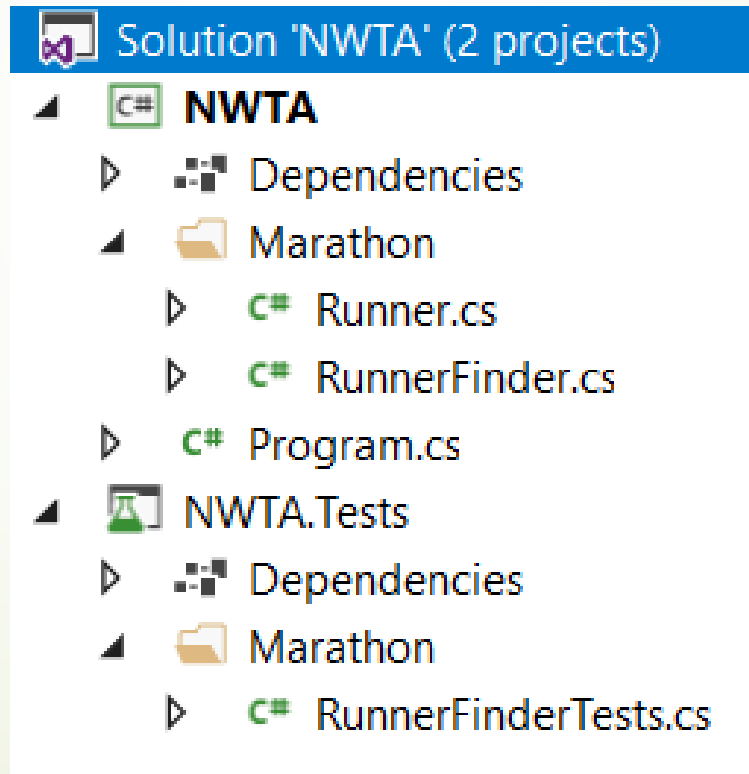 Solution 'NWTA' (2 projects)
C# NWTA
Dependencies
Marathon
C# Runner.cs
C# RunnerFinder.cs
C# Program.cs
NWTA.Tests
Dependencies
Marathon
C# RunnerFinderTests.cs